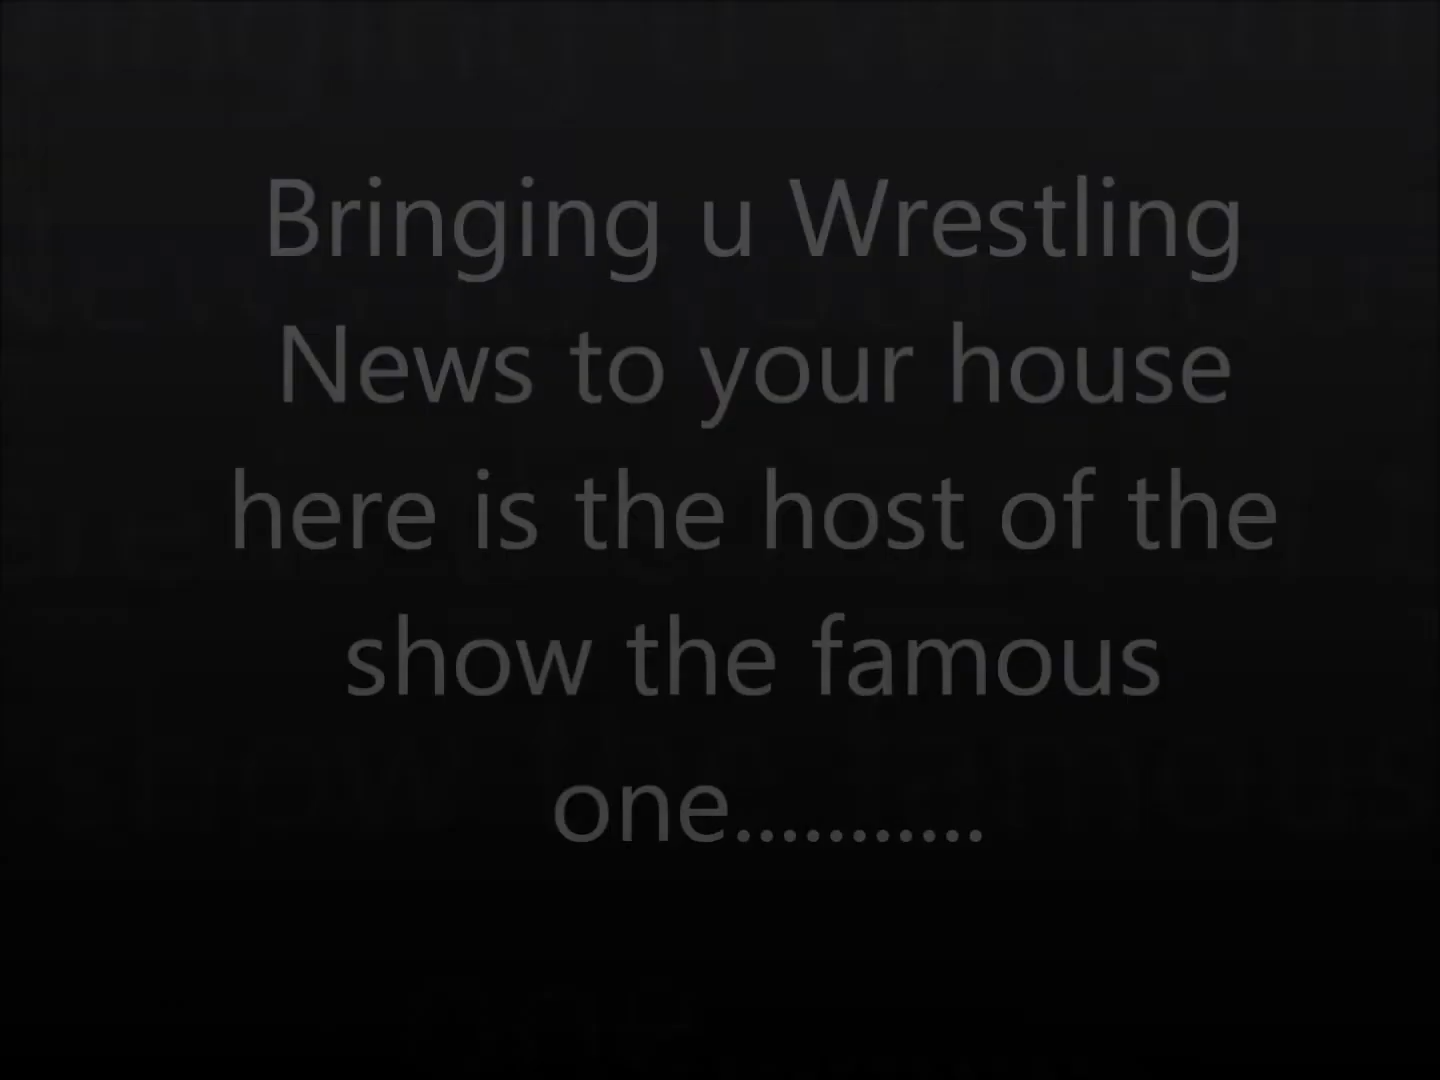 Bringing u Wrestling
News to your house
here is the host of the
show the famous
one...........